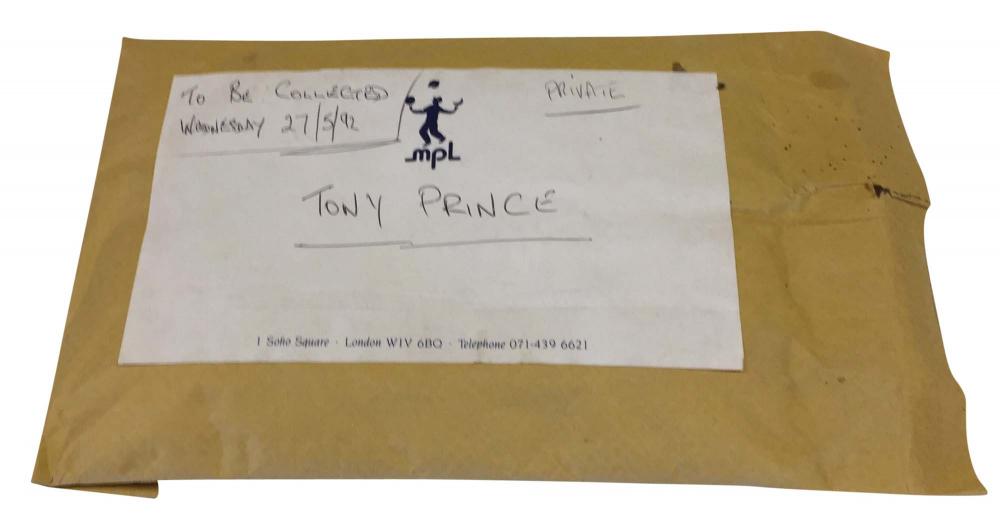 To Be Collected
Wednesday 27/5/92
PRIVATE
mpl
TONY PRINCE
1 Soho Square · London W1V 6BQ · Telephone 071-439 6621